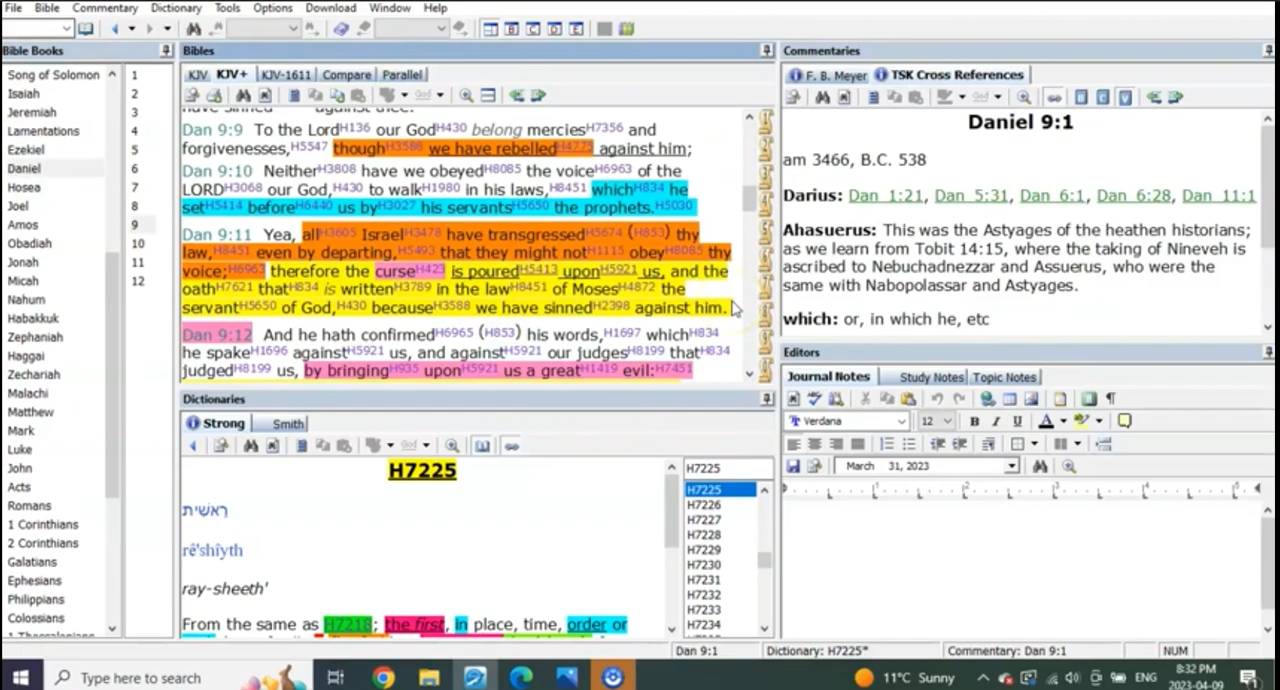 File Bible Commentary Dictionary Tools Options Download Window Help
Bible Books
Song of Solomon
Isaiah
Jeremiah
Lamentations
Ezekiel
Daniel
Hosea
Joel
Amos
Obadiah
Jonah
Micah
Nahum
Habakkuk
Zephaniah
Haggai
Zechariah
Malachi
Matthew
Mark
Luke
John
Acts
Romans
1 Corinthians
2 Corinthians
Galatians
Ephesians
Philippians
Colossians
1
2
3
4
5
6
7
8
9
10
11
12
Bibles
KJV KJV+ KJV-1611 Compare Parallel
have sinned against thee.
Dan 9:9 To the LordH136 our GodH430 belong merciesH7356 and
forgivenesses,H5547 thoughH3588 we have rebelledH4775 against him;
Dan 9:10 NeitherH3808 have we obeyedH8085 the voiceH6963 of the
LORDH3068 our God,H430 to walkH1980 in his laws,H8451 whichH834 he
setH5414 beforeH6440 us byH3027 his servantsH5650 the prophets.H5030
Dan 9:11 Yea, allH3605 IsraelH3478 have transgressedH5674 (H853) thy
law,H8451 even by departing,H5493 that they might notH1115 obeyH8085 thy
voice;H6963 therefore the curseH423 is pouredH5413 uponH5921 us, and the
oathH7621 thatH834 is writtenH3789 in the lawH8451 of MosesH4872 the
servantH5650 of God,H430 becauseH3588 we have sinnedH2398 against him.
Dan 9:12 And he hath confirmedH6965 (H853) his words,H1697 whichH834
he spakeH1696 againstH5921 us, and againstH5921 our judgesH8199 thatH834
judgedH8199 us, by bringingH935 uponH5921 us a greatH1419 evil:H7451
Dictionaries
Strong Smith
H7225
רֵאשִׁית
rê'shîyth
ray-sheeth'
From the same as H7218; the first, in place, time, order or
H7225
H7225
H7226
H7227
H7228
H7229
H7230
H7231
H7232
H7233
H7234
Commentaries
F. B. Meyer TSK Cross References
Daniel 9:1
am 3466, B.C. 538
Darius: Dan 1:21, Dan 5:31, Dan 6:1, Dan 6:28, Dan 11:1
Ahasuerus: This was the Astyages of the heathen historians;
as we learn from Tobit 14:15, where the taking of Nineveh is
ascribed to Nebuchadnezzar and Assuerus, who were the
same with Nabopolassar and Astyages.
which: or, in which he, etc
Editors
Journal Notes Study Notes Topic Notes
Verdana 12 B I U A
March 31, 2023
1 2 3 4 5
Dan 9:1 Dictionary: H7225* Commentary: Dan 9:1 NUM
Type here to search
11°C Sunny ENG
8:32 PM
2023-04-09